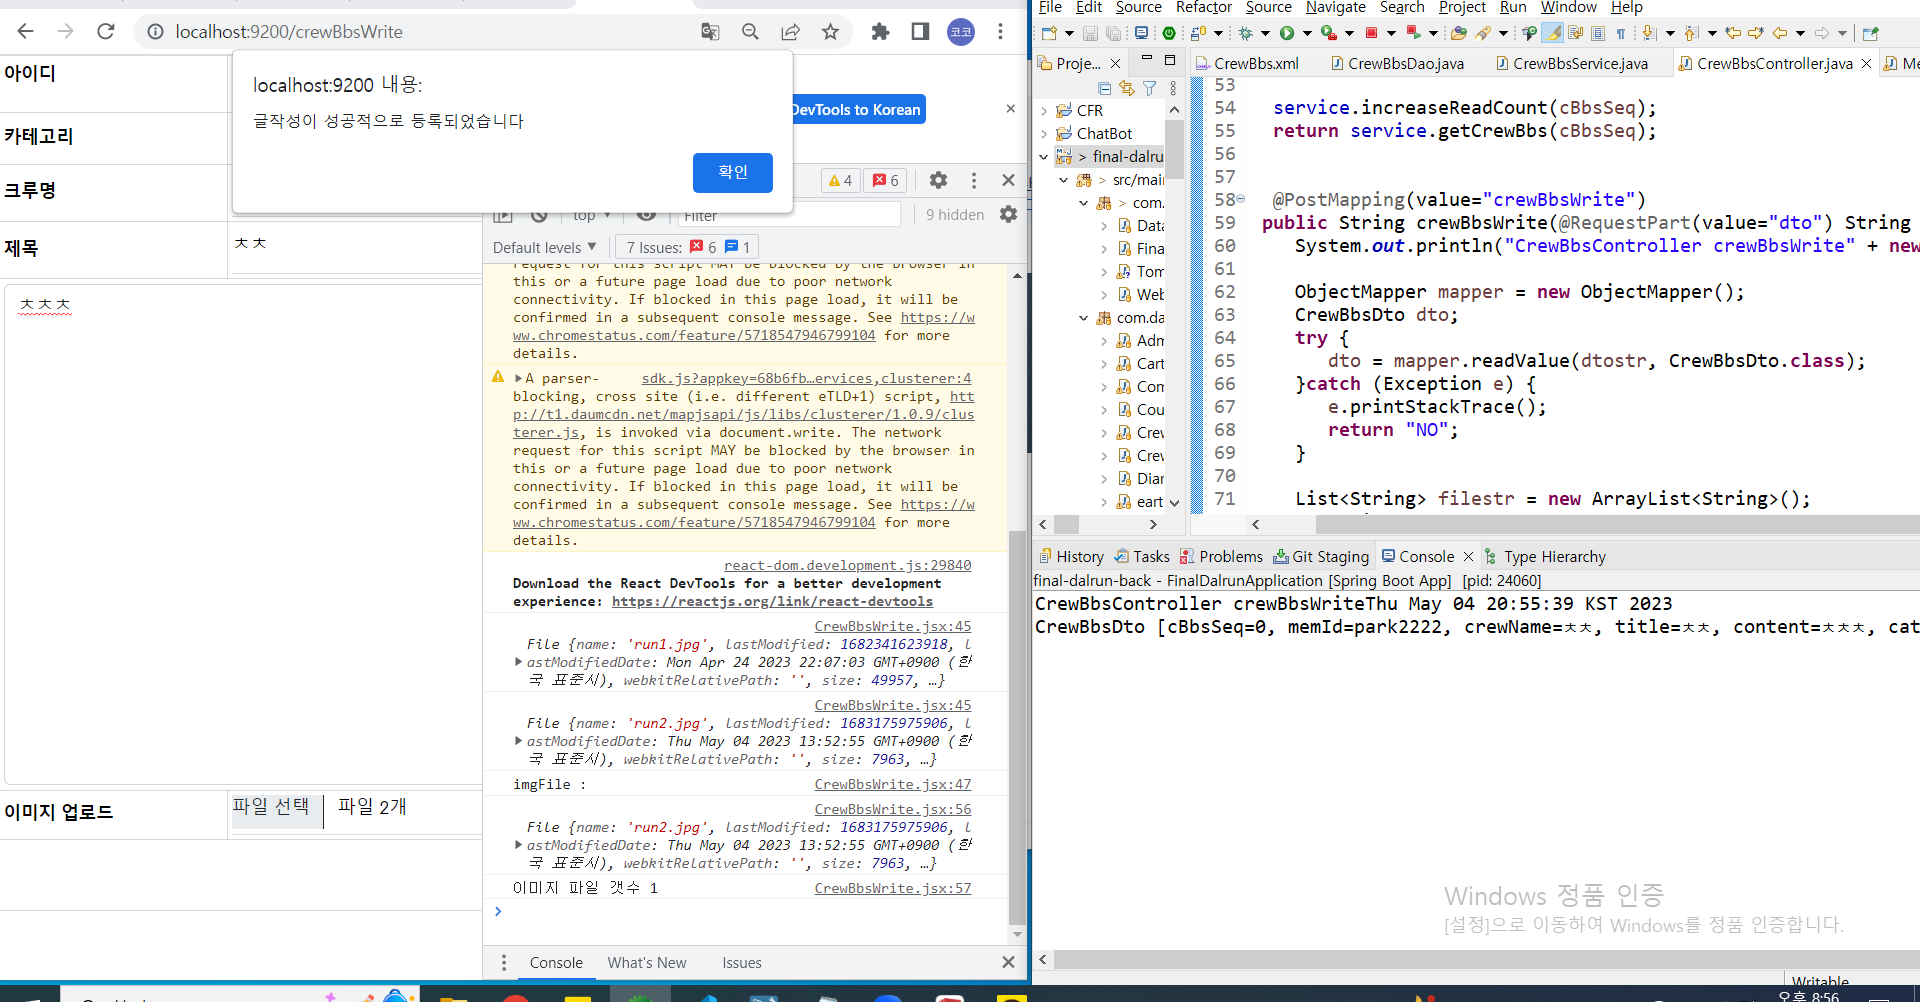 localhost:9200/crewBbsWrite
코코
localhost:9200 내용:
글작성이 성공적으로 등록되었습니다
확인
DevTools to Korean
아이디
카테고리
크루명
제목
ㅊㅊ
ㅊㅊㅊ
이미지 업로드
파일 선택 파일 2개
4 6
top
Filter
9 hidden
Default levels
7 Issues: 6 1
request for this script MAY be blocked by the browser in
this or a future page load due to poor network
connectivity. If blocked in this page load, it will be
confirmed in a subsequent console message. See https://w
ww.chromestatus.com/feature/5718547946799104 for more
details.
A parser- sdk.js?appkey=68b6fb…ervices,clusterer:4
blocking, cross site (i.e. different eTLD+1) script, htt
p://t1.daumcdn.net/mapjsapi/js/libs/clusterer/1.0.9/clus
terer.js, is invoked via document.write. The network
request for this script MAY be blocked by the browser in
this or a future page load due to poor network
connectivity. If blocked in this page load, it will be
confirmed in a subsequent console message. See https://w
ww.chromestatus.com/feature/5718547946799104 for more
details.
react-dom.development.js:29840
Download the React DevTools for a better development
experience: https://reactjs.org/link/react-devtools
CrewBbsWrite.jsx:45
File {name: 'run1.jpg', lastModified: 1682341623918, l
astModifiedDate: Mon Apr 24 2023 22:07:03 GMT+0900 (한
국 표준시), webkitRelativePath: '', size: 49957, …}
CrewBbsWrite.jsx:45
File {name: 'run2.jpg', lastModified: 1683175975906, l
astModifiedDate: Thu May 04 2023 13:52:55 GMT+0900 (한
국 표준시), webkitRelativePath: '', size: 7963, …}
imgFile : CrewBbsWrite.jsx:47
CrewBbsWrite.jsx:56
File {name: 'run2.jpg', lastModified: 1683175975906, l
astModifiedDate: Thu May 04 2023 13:52:55 GMT+0900 (한
국 표준시), webkitRelativePath: '', size: 7963, …}
이미지 파일 갯수 1 CrewBbsWrite.jsx:57
Console What's New Issues
File Edit Source Refactor Source Navigate Search Project Run Window Help
Proje...
CFR
ChatBot
> final-dalru
> src/mai
> com.
Data
Fina
Tom
Web
com.da
Adm
Cart
Com
Cou
Crev
Crev
Diar
eart
CrewBbs.xml CrewBbsDao.java CrewBbsService.java CrewBbsController.java Me
53
54 service.increaseReadCount(cBbsSeq);
55 return service.getCrewBbs(cBbsSeq);
56
57
58 @PostMapping(value="crewBbsWrite")
59 public String crewBbsWrite(@RequestPart(value="dto") String
60 System.out.println("CrewBbsController crewBbsWrite" + new
61
62 ObjectMapper mapper = new ObjectMapper();
63 CrewBbsDto dto;
64 try {
65 dto = mapper.readValue(dtostr, CrewBbsDto.class);
66 }catch (Exception e) {
67 e.printStackTrace();
68 return "NO";
69 }
70
71 List<String> filestr = new ArrayList<String>();
History Tasks Problems Git Staging Console Type Hierarchy
final-dalrun-back - FinalDalrunApplication [Spring Boot App] [pid: 24060]
CrewBbsController crewBbsWriteThu May 04 20:55:39 KST 2023
CrewBbsDto [cBbsSeq=0, memId=park2222, crewName=ㅊㅊ, title=ㅊㅊ, content=ㅊㅊㅊ, cat
Windows 정품 인증
[설정]으로 이동하여 Windows를 정품 인증합니다.
Writable
오후 8:56